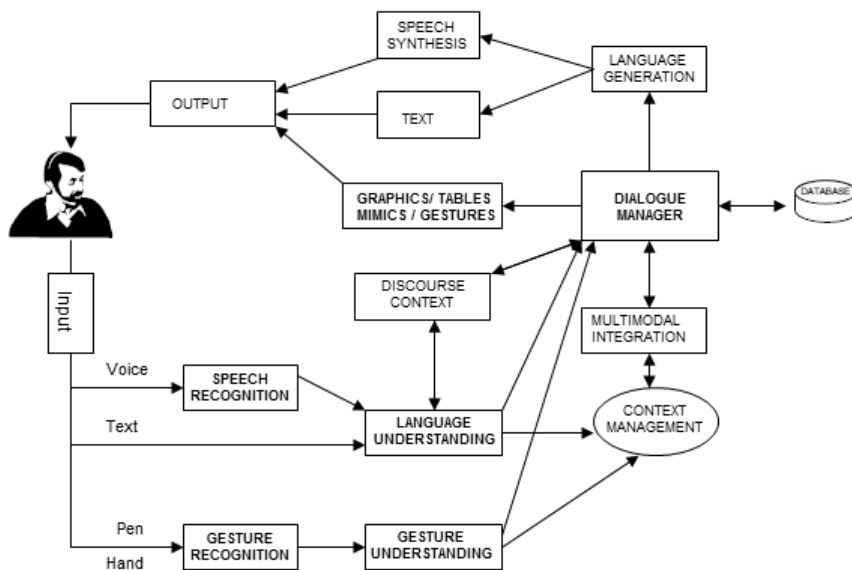 SPEECH
SYNTHESIS
LANGUAGE
GENERATION
OUTPUT
TEXT
GRAPHICS/ TABLES
MIMICS / GESTURES
DIALOGUE
MANAGER
DATABASE
DISCOURSE
CONTEXT
Input
MULTIMODAL
INTEGRATION
Voice
SPEECH
RECOGNITION
Text
LANGUAGE
UNDERSTANDING
CONTEXT
MANAGEMENT
Pen
Hand
GESTURE
RECOGNITION
GESTURE
UNDERSTANDING